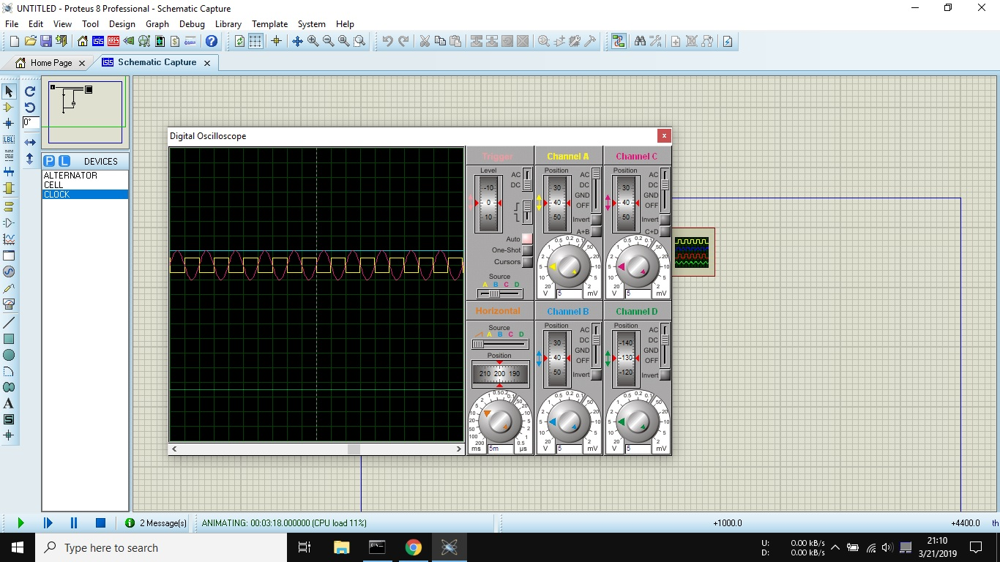 UNTITLED - Proteus 8 Professional - Schematic Capture
File Edit View Tool Design Graph Debug Library Template System Help
Home Page
Schematic Capture
0°
LBL
P L DEVICES
ALTERNATOR
CELL
CLOCK
A
S
Digital Oscilloscope
Trigger
Level
AC
DC
-10
0
10
Auto
One-Shot
Cursors
Source
A B C D
Channel A
Position
30
40
50
AC
DC
GND
OFF
Invert
A+B
0.5 0.2 0.1
1
2
5
10
20
50
20
10
5
2
V 5 mV
Channel C
Position
30
40
50
AC
DC
GND
OFF
Invert
C+D
0.5 0.2 0.1
1
2
5
10
20
50
20
10
5
2
V 5 mV
Horizontal
Source
A B C D
Position
210 200 190
1 0.5 0.2 0.1
2
5
10
20
50
100
200
50
20
10
5
2
1
0.5
ms 5m µs
Channel B
Position
30
40
50
AC
DC
GND
OFF
Invert
0.5 0.2 0.1
1
2
5
10
20
50
20
10
5
2
V 5 mV
Channel D
Position
-140
-130
-120
AC
DC
GND
OFF
Invert
0.5 0.2 0.1
1
2
5
10
20
50
20
10
5
2
V 5 mV
2 Message(s)
ANIMATING: 00:03:18.000000 (CPU load 11%)
+1000.0
+4400.0
th
Type here to search
U: 0.00 kB/s
D: 0.00 kB/s
21:10
3/21/2019